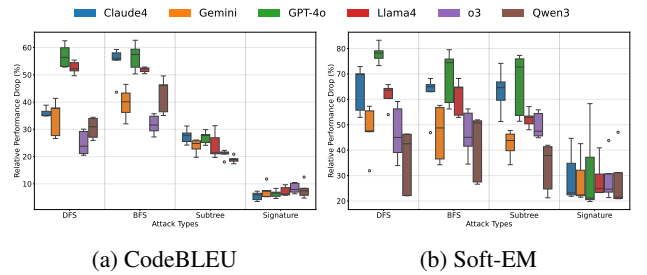 Claude4 Gemini GPT-4o Llama4 o3 Qwen3
Relative Performance Drop (%)
60
50
40
30
20
10
DFS BFS Subtree Signature
Attack Types
(a) CodeBLEU
Relative Performance Drop (%)
80
70
60
50
40
30
20
DFS BFS Subtree Signature
Attack Types
(b) Soft-EM